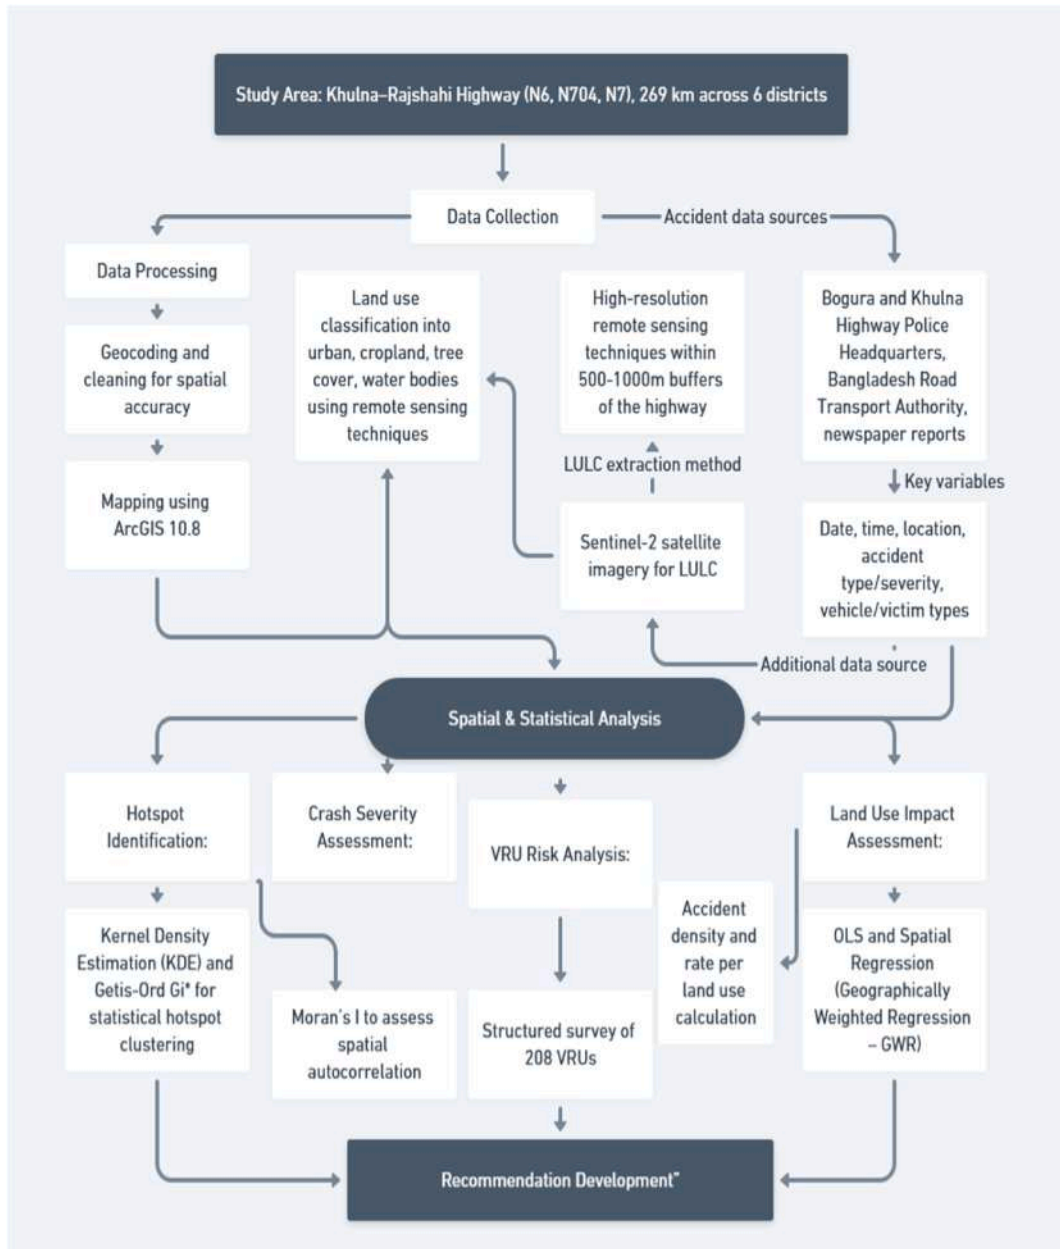 Study Area: Khulna–Rajshahi Highway (N6, N704, N7), 269 km across 6 districts
Data Collection
Accident data sources
Data Processing
Geocoding and
cleaning for spatial
accuracy
Mapping using
ArcGIS 10.8
Land use
classification into
urban, cropland, tree
cover, water bodies
using remote sensing
techniques
High-resolution
remote sensing
techniques within
500-1000m buffers
of the highway
LULC extraction method
Sentinel-2 satellite
imagery for LULC
Bogura and Khulna
Highway Police
Headquarters,
Bangladesh Road
Transport Authority,
newspaper reports
Key variables
Date, time, location,
accident
type/severity,
vehicle/victim types
Additional data source
Spatial & Statistical Analysis
Hotspot
Identification:
Kernel Density
Estimation (KDE) and
Getis-Ord Gi* for
statistical hotspot
clustering
Crash Severity
Assessment:
Moran's I to assess
spatial
autocorrelation
VRU Risk Analysis:
Structured survey of
208 VRUs
Accident
density and
rate per
land use
calculation
Land Use Impact
Assessment:
OLS and Spatial
Regression
(Geographically
Weighted Regression
– GWR)
Recommendation Development"